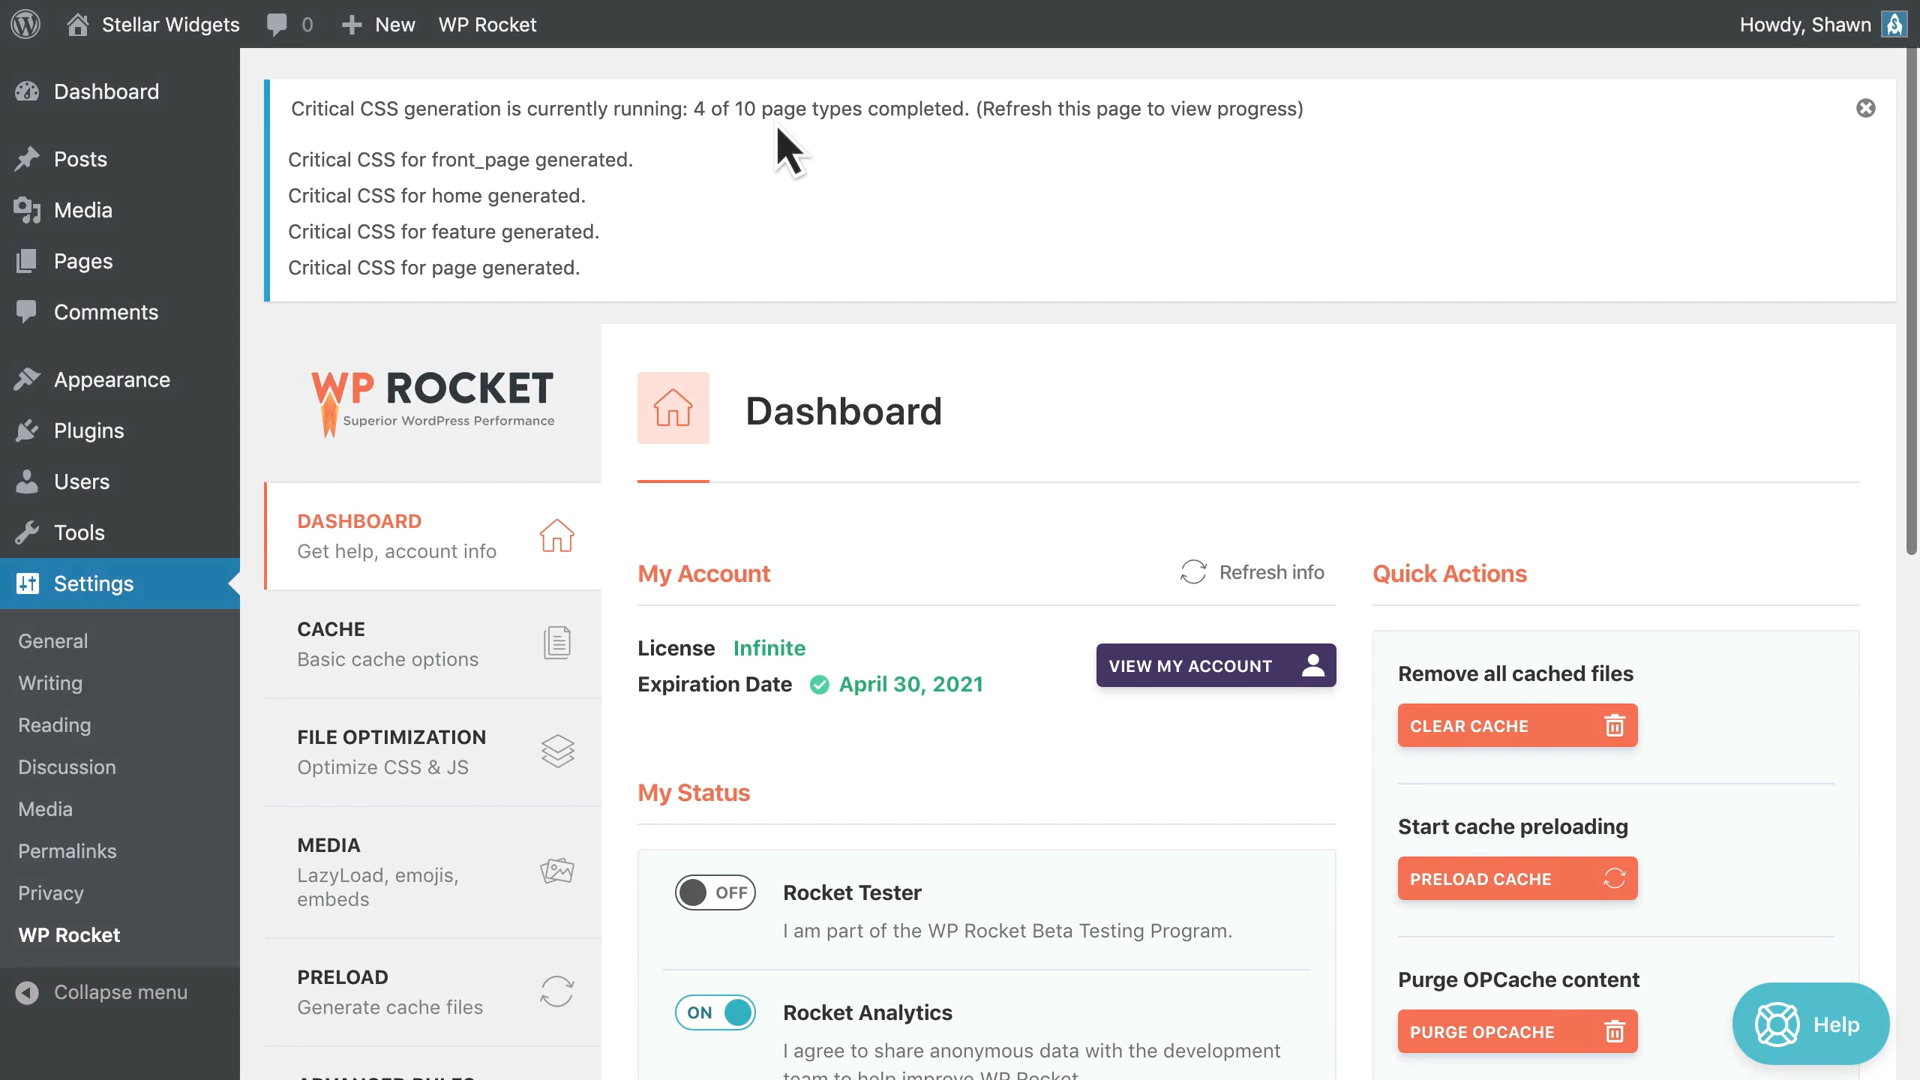 Stellar Widgets
0
New
WP Rocket
Howdy, Shawn
Dashboard
Posts
Media
Pages
Comments
Appearance
Plugins
Users
Tools
Settings
General
Writing
Reading
Discussion
Media
Permalinks
Privacy
WP Rocket
Collapse menu
Critical CSS generation is currently running: 4 of 10 page types completed. (Refresh this page to view progress)
Critical CSS for front_page generated.
Critical CSS for home generated.
Critical CSS for feature generated.
Critical CSS for page generated.
WP ROCKET
Superior WordPress Performance
DASHBOARD
Get help, account info
CACHE
Basic cache options
FILE OPTIMIZATION
Optimize CSS & JS
MEDIA
LazyLoad, emojis,
embeds
PRELOAD
Generate cache files
ADVANCED RULES
Dashboard
My Account
Refresh info
License Infinite
Expiration Date April 30, 2021
VIEW MY ACCOUNT
My Status
OFF
Rocket Tester
I am part of the WP Rocket Beta Testing Program.
ON
Rocket Analytics
I agree to share anonymous data with the development
team to help improve WP Rocket.
Quick Actions
Remove all cached files
CLEAR CACHE
Start cache preloading
PRELOAD CACHE
Purge OPCache content
PURGE OPCACHE
Help